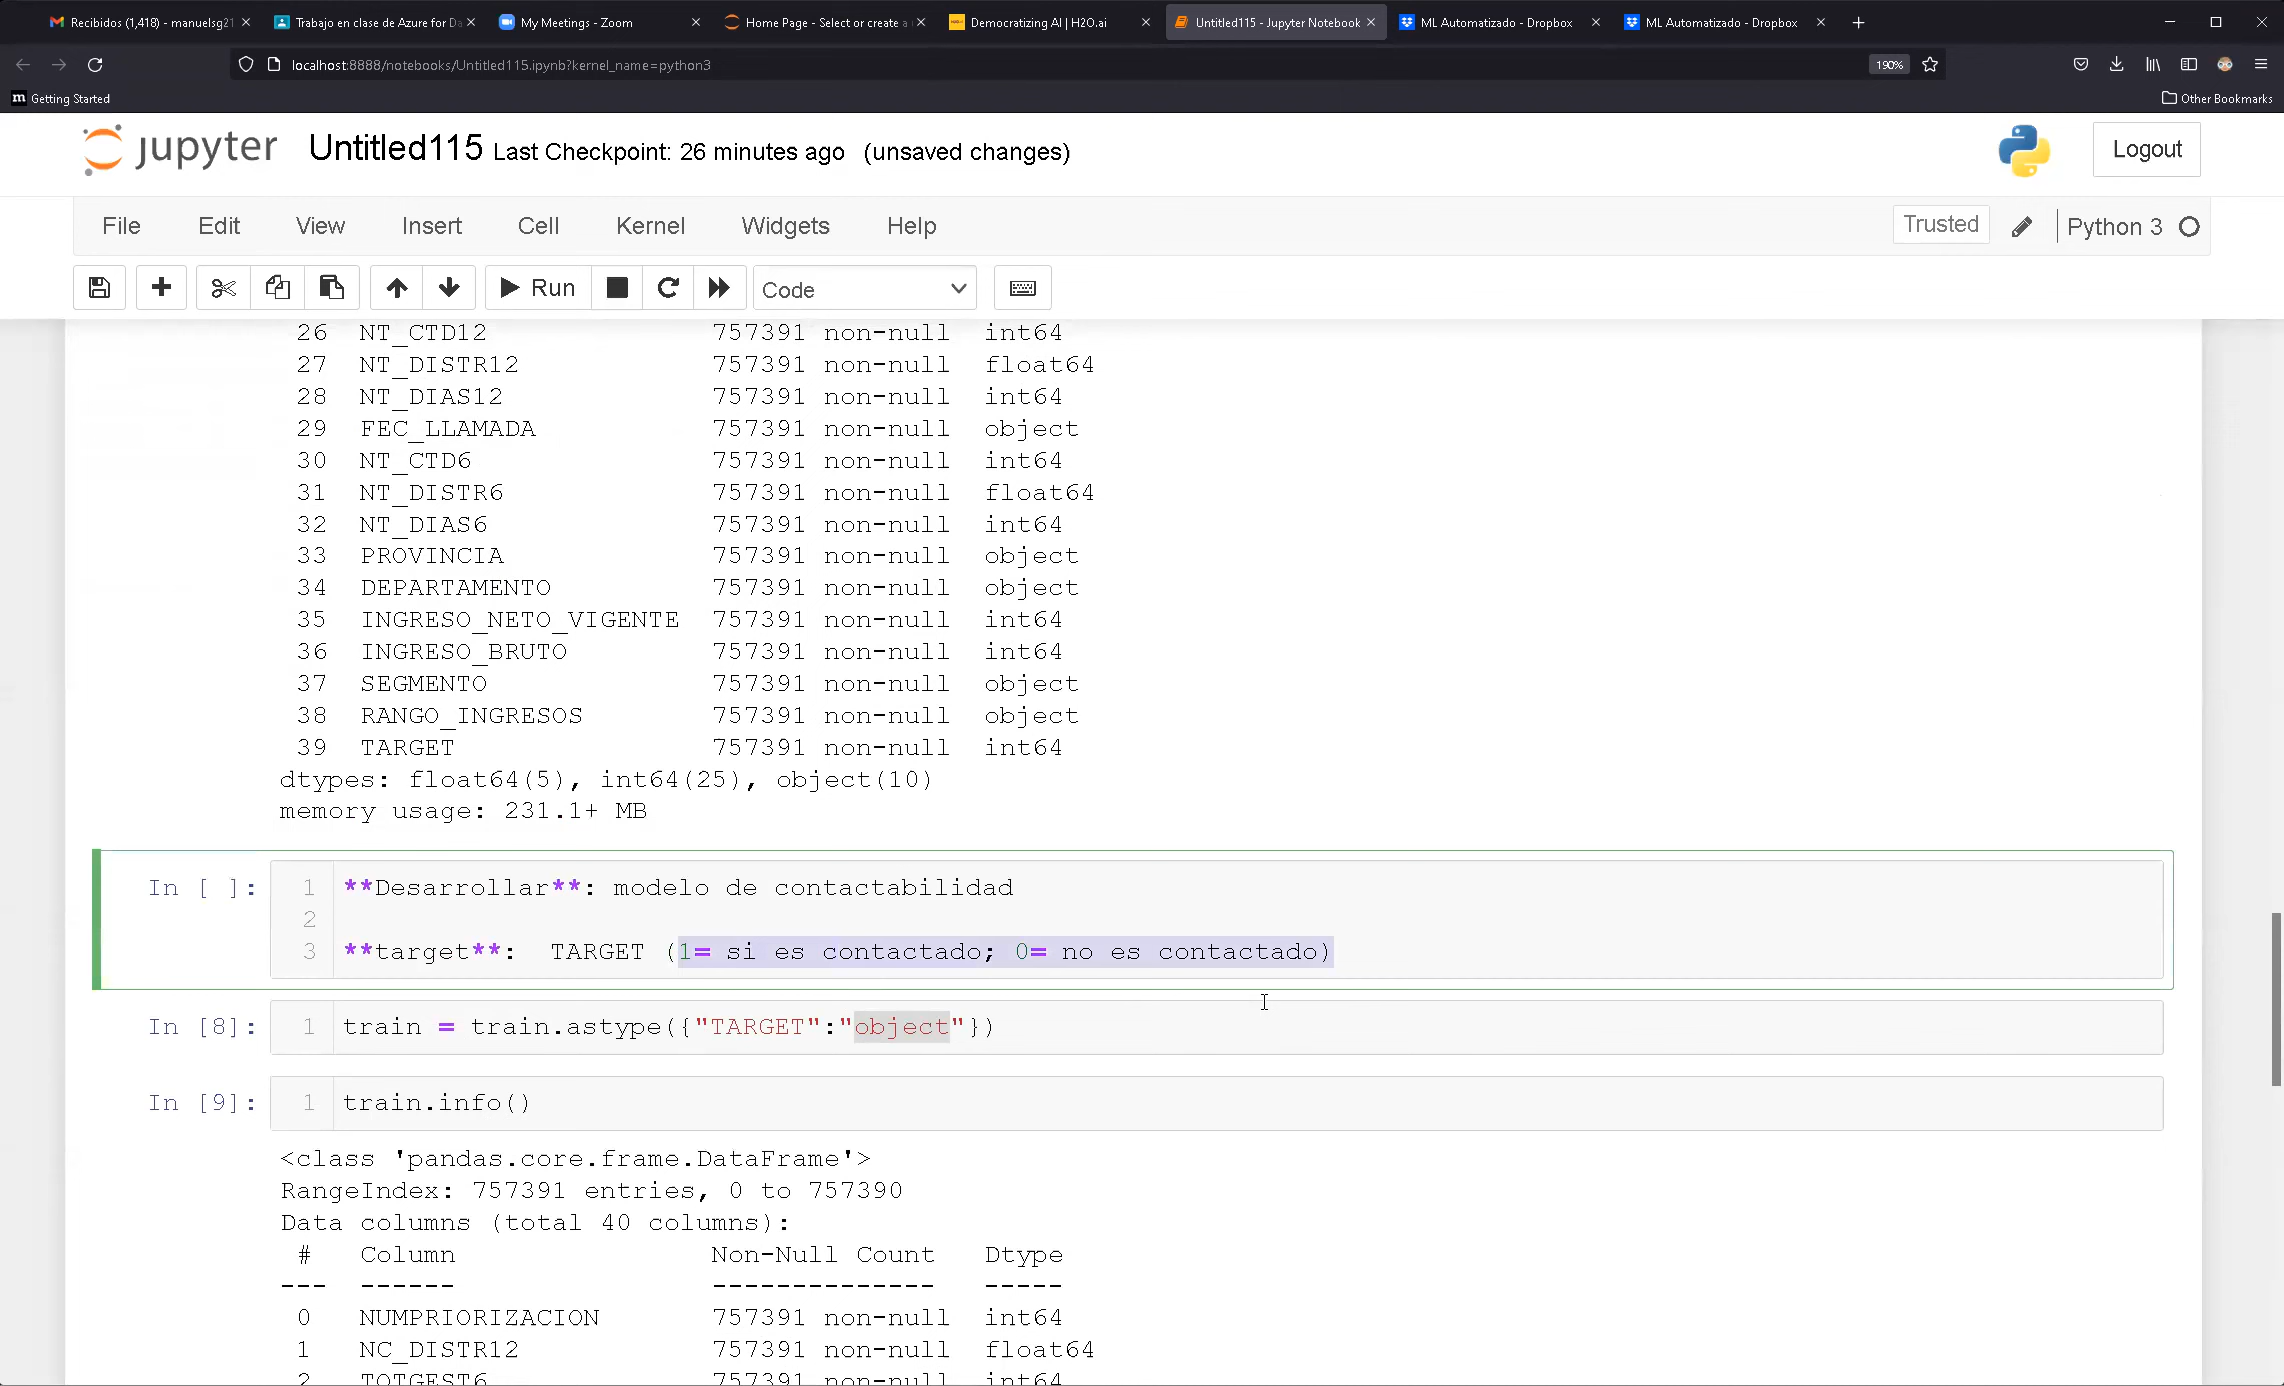 Recibidos (1,418) - manuelsg21
Trabajo en clase de Azure for Da
My Meetings - Zoom
Home Page - Select or create a
Democratizing AI | H2O.ai
Untitled115 - Jupyter Notebook
ML Automatizado - Dropbox
ML Automatizado - Dropbox
localhost:8888/notebooks/Untitled115.ipynb?kernel_name=python3
190%
Getting Started
Other Bookmarks
jupyter Untitled115 Last Checkpoint: 26 minutes ago (unsaved changes)
Logout
File Edit View Insert Cell Kernel Widgets Help
Trusted
Python 3
Run
Code
26 NT_CTD12 757391 non-null int64
27 NT_DISTR12 757391 non-null float64
28 NT_DIAS12 757391 non-null int64
29 FEC_LLAMADA 757391 non-null object
30 NT_CTD6 757391 non-null int64
31 NT_DISTR6 757391 non-null float64
32 NT_DIAS6 757391 non-null int64
33 PROVINCIA 757391 non-null object
34 DEPARTAMENTO 757391 non-null object
35 INGRESO_NETO_VIGENTE 757391 non-null int64
36 INGRESO_BRUTO 757391 non-null int64
37 SEGMENTO 757391 non-null object
38 RANGO_INGRESOS 757391 non-null object
39 TARGET 757391 non-null int64
dtypes: float64(5), int64(25), object(10)
memory usage: 231.1+ MB
In [ ]: 1 **Desarrollar**: modelo de contactabilidad
2
3 **target**: TARGET (1= si es contactado; 0= no es contactado)
In [8]: 1 train = train.astype({"TARGET":"object"})
In [9]: 1 train.info()
<class 'pandas.core.frame.DataFrame'>
RangeIndex: 757391 entries, 0 to 757390
Data columns (total 40 columns):
# Column Non-Null Count Dtype
--- ------ -------------- -----
0 NUMPRIORIZACION 757391 non-null int64
1 NC_DISTR12 757391 non-null float64
2 TOTGEST6 757391 non-null int64